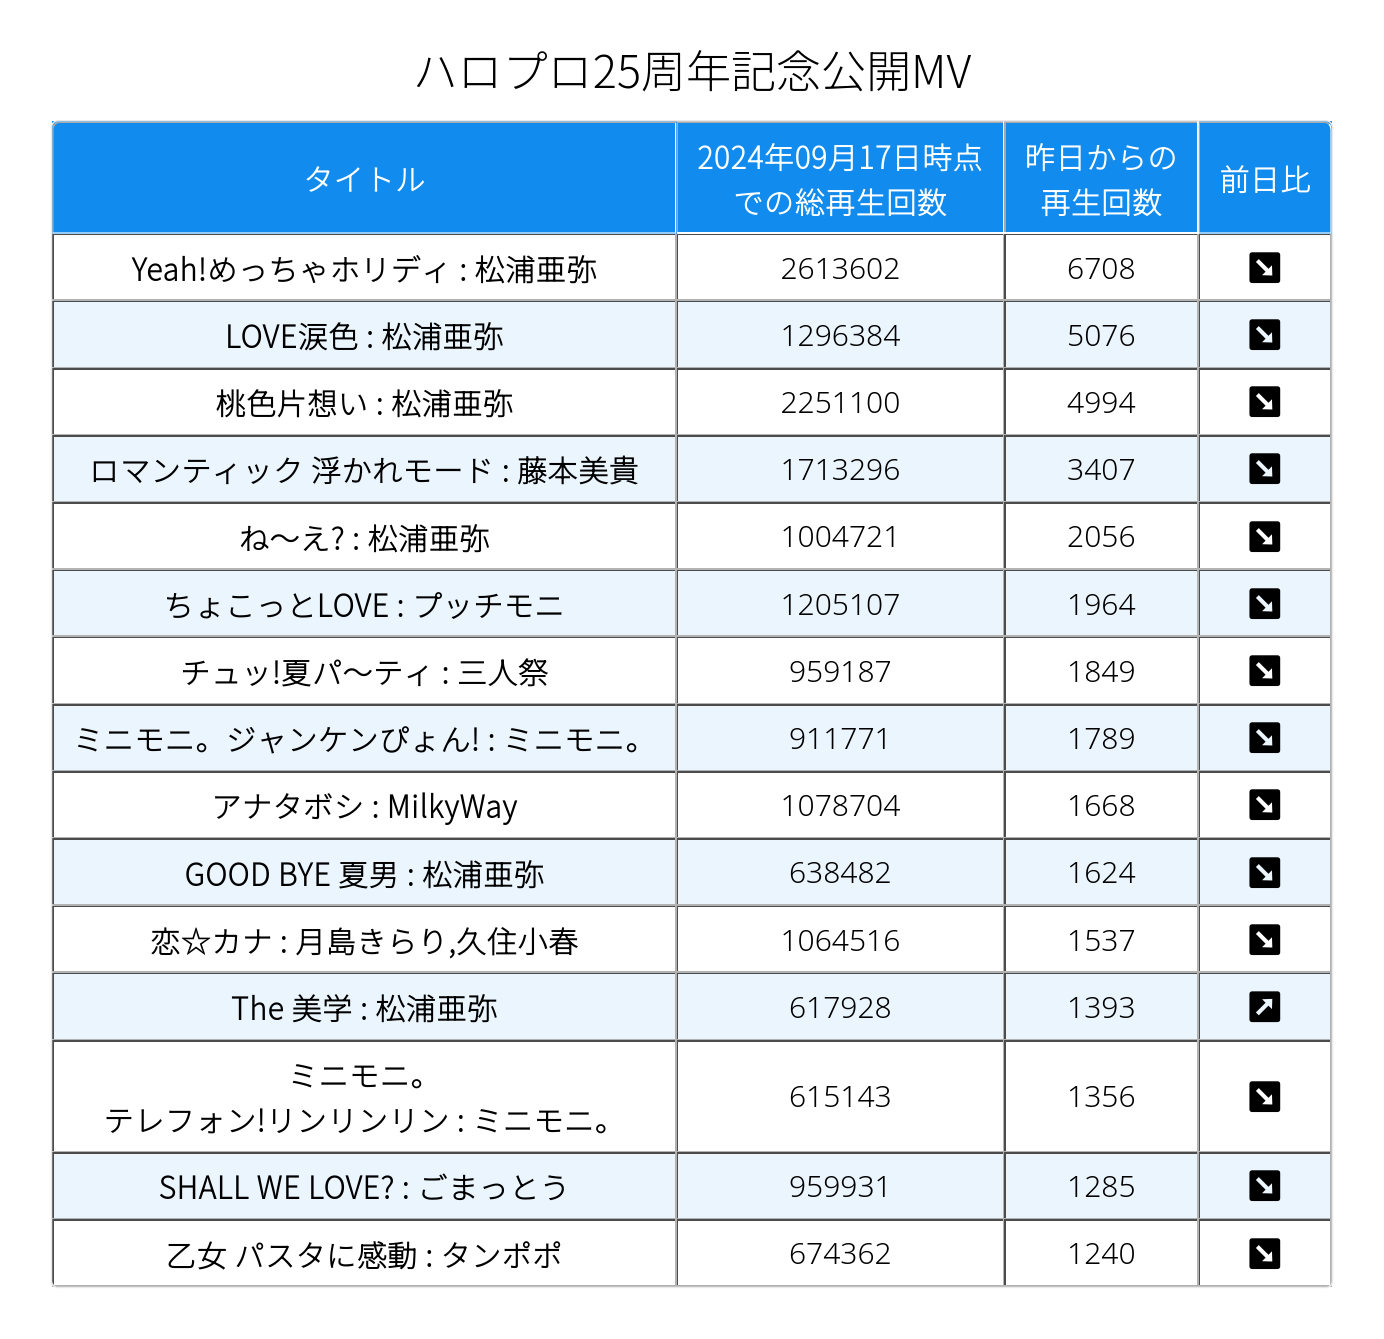 ハロプロ25周年記念公開MV
タイトル
2024年09月17日時点
での総再生回数
昨日からの
再生回数
前日比
Yeah!めっちゃホリディ : 松浦亜弥 2613602 6708
LOVE涙色 : 松浦亜弥 1296384 5076
桃色片想い : 松浦亜弥 2251100 4994
ロマンティック 浮かれモード : 藤本美貴 1713296 3407
ね〜え? : 松浦亜弥 1004721 2056
ちょこっとLOVE : プッチモニ 1205107 1964
チュッ!夏パ〜ティ : 三人祭 959187 1849
ミニモニ。ジャンケンぴょん! : ミニモニ。 911771 1789
アナタボシ : MilkyWay 1078704 1668
GOOD BYE 夏男 : 松浦亜弥 638482 1624
恋☆カナ : 月島きらり,久住小春 1064516 1537
The 美学 : 松浦亜弥 617928 1393
ミニモニ。
テレフォン!リンリンリン : ミニモニ。 615143 1356
SHALL WE LOVE? : ごまっとう 959931 1285
乙女 パスタに感動 : タンポポ 674362 1240